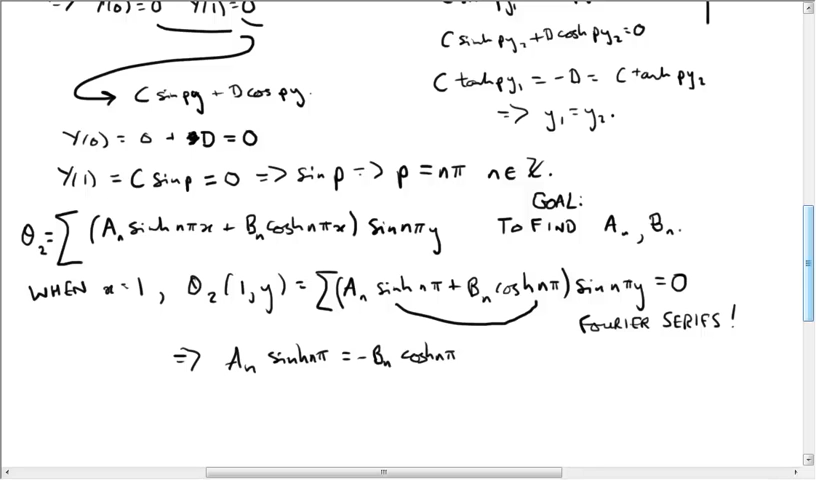 => Y(0)=0 Y(1)=0
C sinh py₂ + D cosh py₂ = 0
C sin py + D cos py.
C tanh py₁ = -D = C tanh py₂
=> y₁ = y₂.
Y(0) = 0 + D = 0
Y(1) = C sin p = 0 => sin p => p = nπ n ∈ ℤ.
GOAL:
TO FIND Aₙ, Bₙ.
θ₂ = ∑ (Aₙ sinh nπx + Bₙ cosh nπx) sin nπy
WHEN x=1, θ₂(1,y) = ∑(Aₙ sinh nπ + Bₙ cosh nπ) sin nπy = 0
FOURIER SERIES!
=> Aₙ sinh nπ = -Bₙ cosh nπ